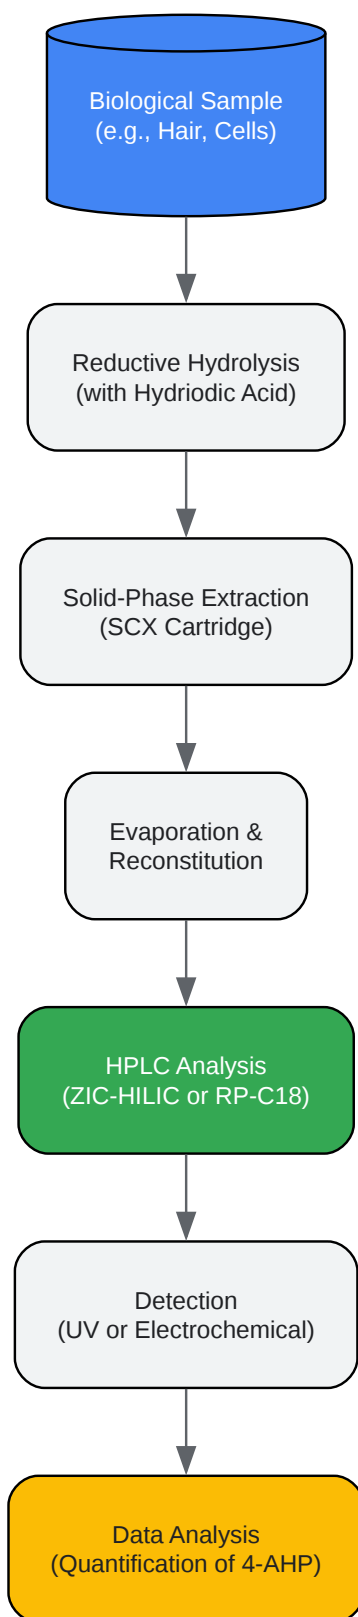 Biological Sample
(e.g., Hair, Cells)
Reductive Hydrolysis
(with Hydriodic Acid)
Solid-Phase Extraction
(SCX Cartridge)
Evaporation &
Reconstitution
HPLC Analysis
(ZIC-HILIC or RP-C18)
Detection
(UV or Electrochemical)
Data Analysis
(Quantification of 4-AHP)